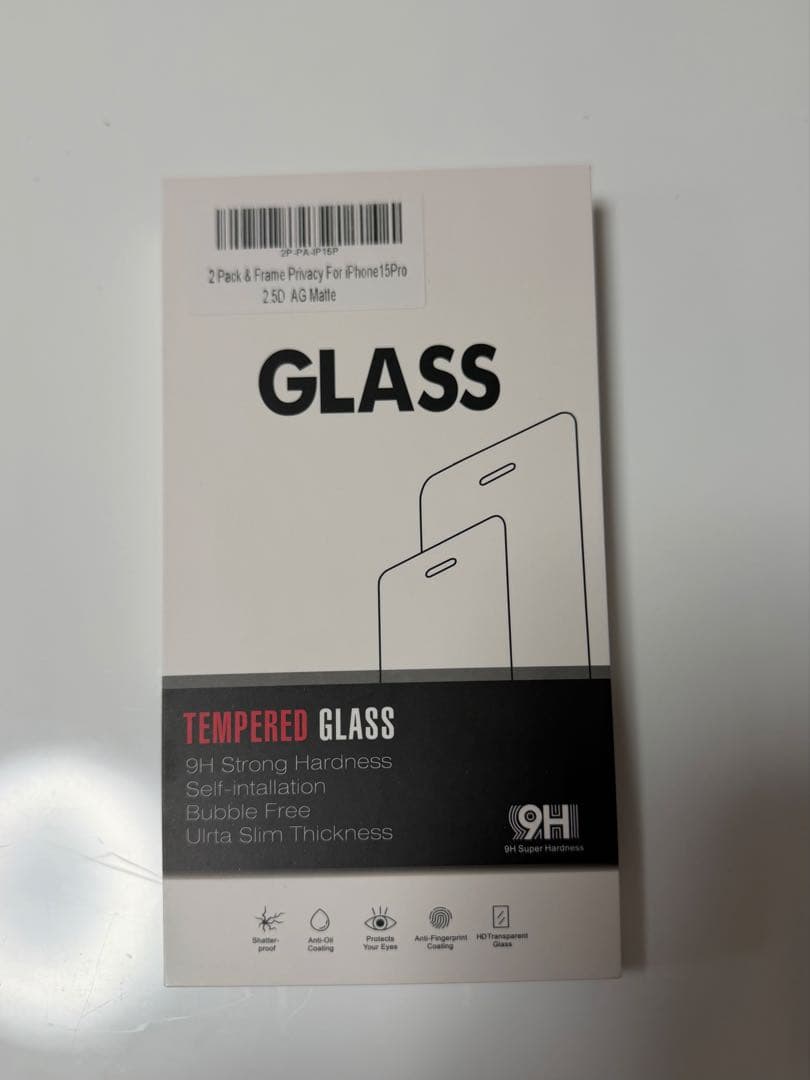 2P-PA-IP15P
2 Pack & Frame Privacy For iPhone15Pro
2.5D AG Matte
GLASS
TEMPERED GLASS
9H Strong Hardness
Self-intallation
Bubble Free
Ulrta Slim Thickness
9H
9H Super Hardness
Shatter-
proof
Anti-Oil
Coating
Protects
Your Eyes
Anti-Fingerprint
Coating
HDTransparent
Glass